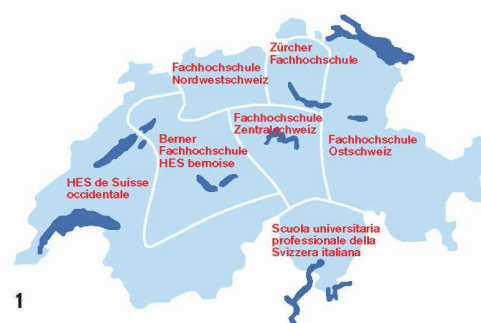 Zürcher
Fachhochschule
Fachhochschule
Nordwestschweiz
Fachhochschule
Zentralschweiz
Berner
Fachhochschule
HES bernoise
Fachhochschule
Ostschweiz
HES de Suisse
occidentale
Scuola universitaria
professionale della
Svizzera italiana
1